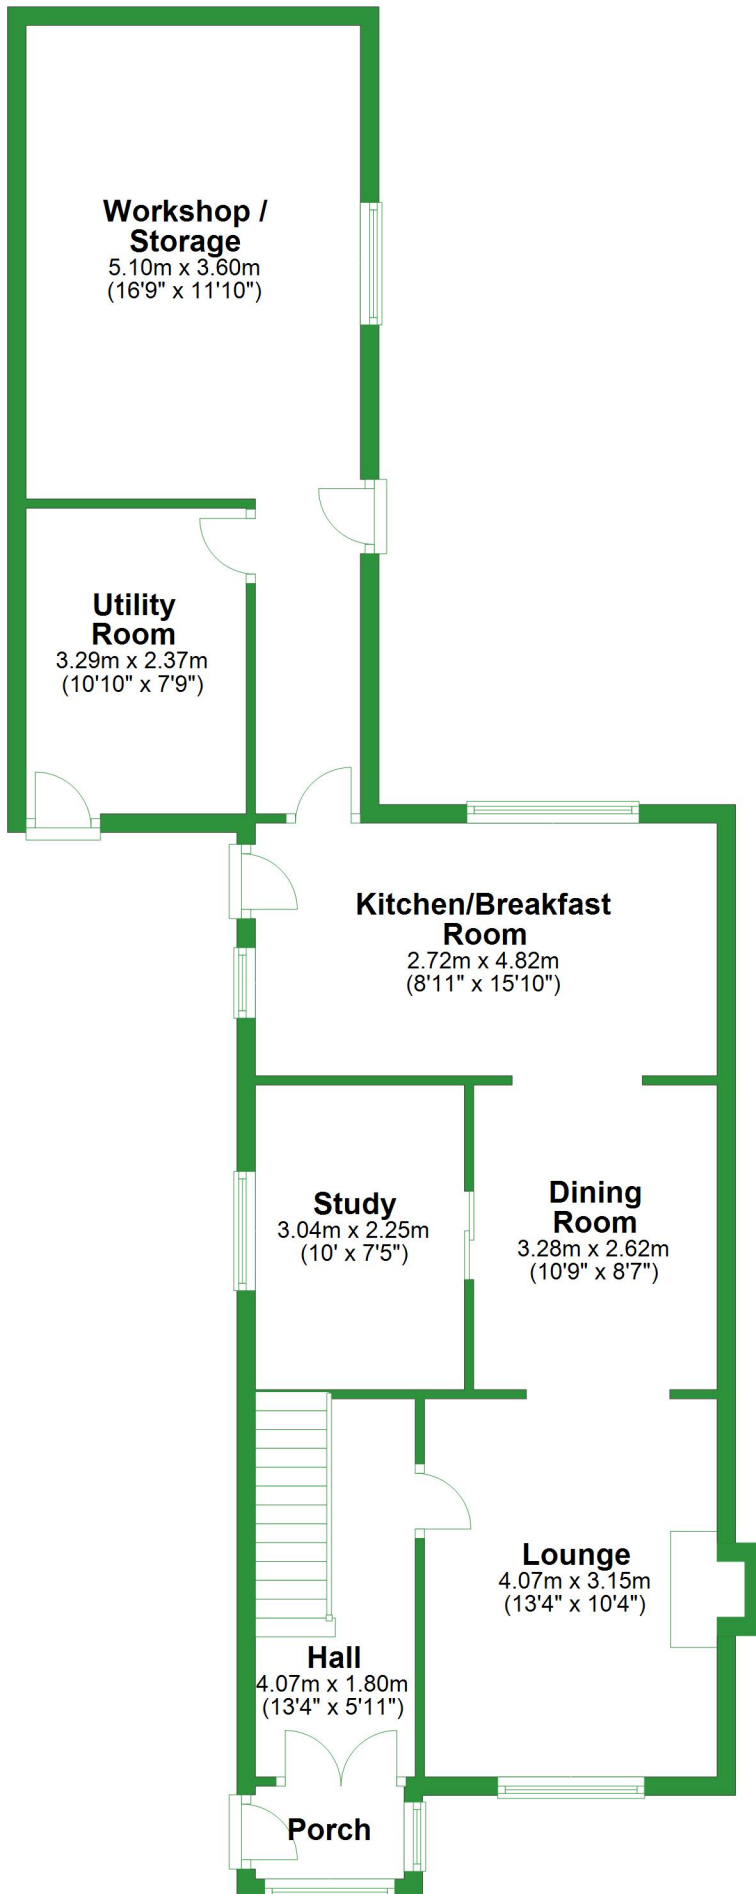 Workshop /
Storage
5.10m x 3.60m
(16'9" x 11'10")
Utility
Room
3.29m x 2.37m
(10'10" x 7'9")
Kitchen/Breakfast
Room
2.72m x 4.82m
(8'11" x 15'10")
Study
3.04m x 2.25m
(10' x 7'5")
Dining
Room
3.28m x 2.62m
(10'9" x 8'7")
Lounge
4.07m x 3.15m
(13'4" x 10'4")
Hall
4.07m x 1.80m
(13'4" x 5'11")
Porch